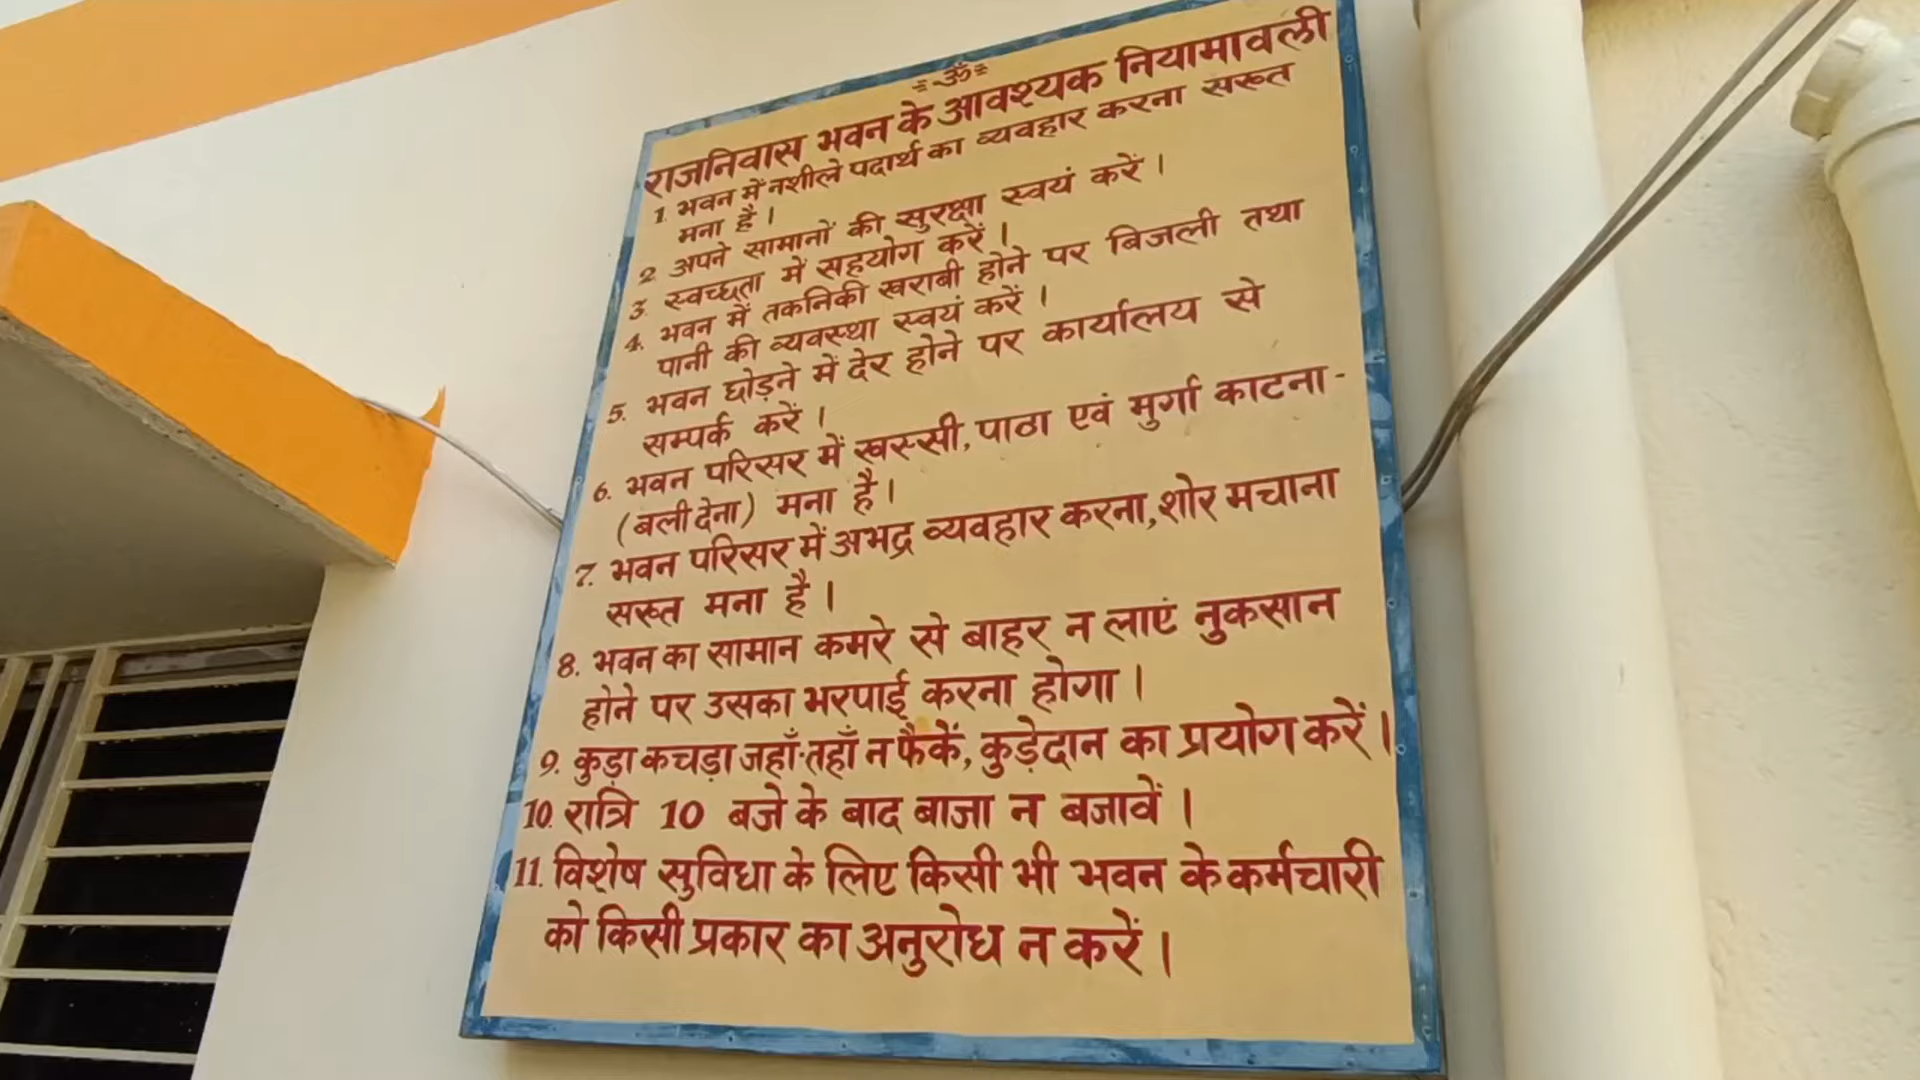 =ॐ=
राजनिवास भवन के आवश्यक नियामावली
1. भवन में नशीले पदार्थ का व्यवहार करना सख्त
मना है।
2. अपने सामानों की सुरक्षा स्वयं करें।
3. स्वच्छता में सहयोग करें।
4. भवन में तकनिकी खराबी होने पर बिजली तथा
पानी की व्यवस्था स्वयं करें।
5. भवन छोड़ने में देर होने पर कार्यालय से
सम्पर्क करें।
6. भवन परिसर में खस्सी, पाठा एवं मुर्गा काटना-
(बली देना) मना है।
7. भवन परिसर में अभद्र व्यवहार करना, शोर मचाना
सख्त मना है।
8. भवन का सामान कमरे से बाहर न लाएं नुकसान
होने पर उसका भरपाई करना होगा।
9. कुड़ा कचड़ा जहाँ-तहाँ न फैकें, कुड़ेदान का प्रयोग करें।
10. रात्रि 10 बजे के बाद बाजा न बजावें।
11. विशेष सुविधा के लिए किसी भी भवन के कर्मचारी
को किसी प्रकार का अनुरोध न करें।